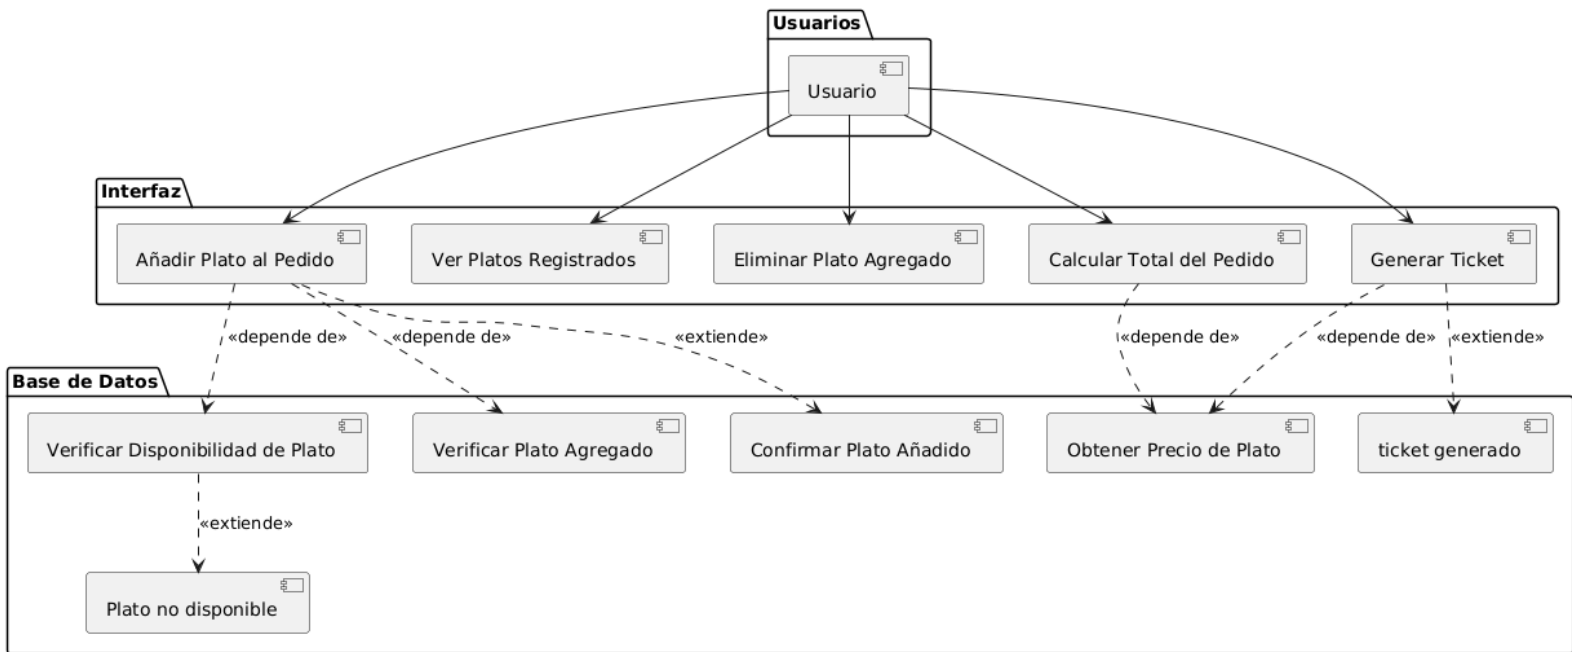 Usuarios
Usuario
Interfaz
Añadir Plato al Pedido
Ver Platos Registrados
Eliminar Plato Agregado
Calcular Total del Pedido
Generar Ticket
«depende de»
«depende de»
«extiende»
«depende de»
«depende de»
«extiende»
Base de Datos
Verificar Disponibilidad de Plato
Verificar Plato Agregado
Confirmar Plato Añadido
Obtener Precio de Plato
ticket generado
«extiende»
Plato no disponible